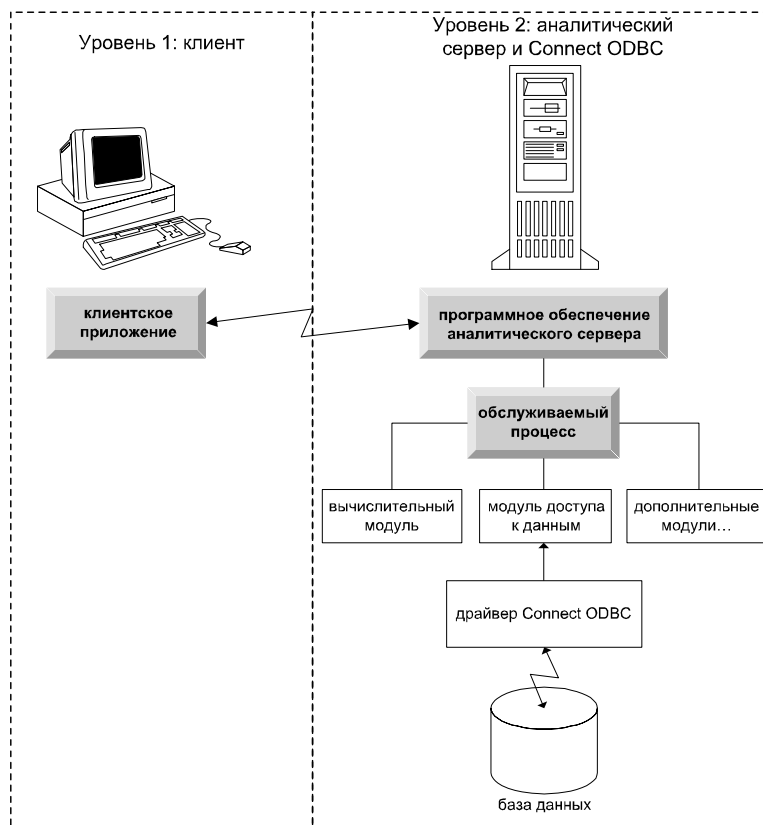 Уровень 1: клиент
Уровень 2: аналитический
сервер и Connect ODBC
клиентское
приложение
программное обеспечение
аналитического сервера
обслуживаемый
процесс
вычислительный
модуль
модуль доступа
к данным
дополнительные
модули...
драйвер Connect ODBC
база данных